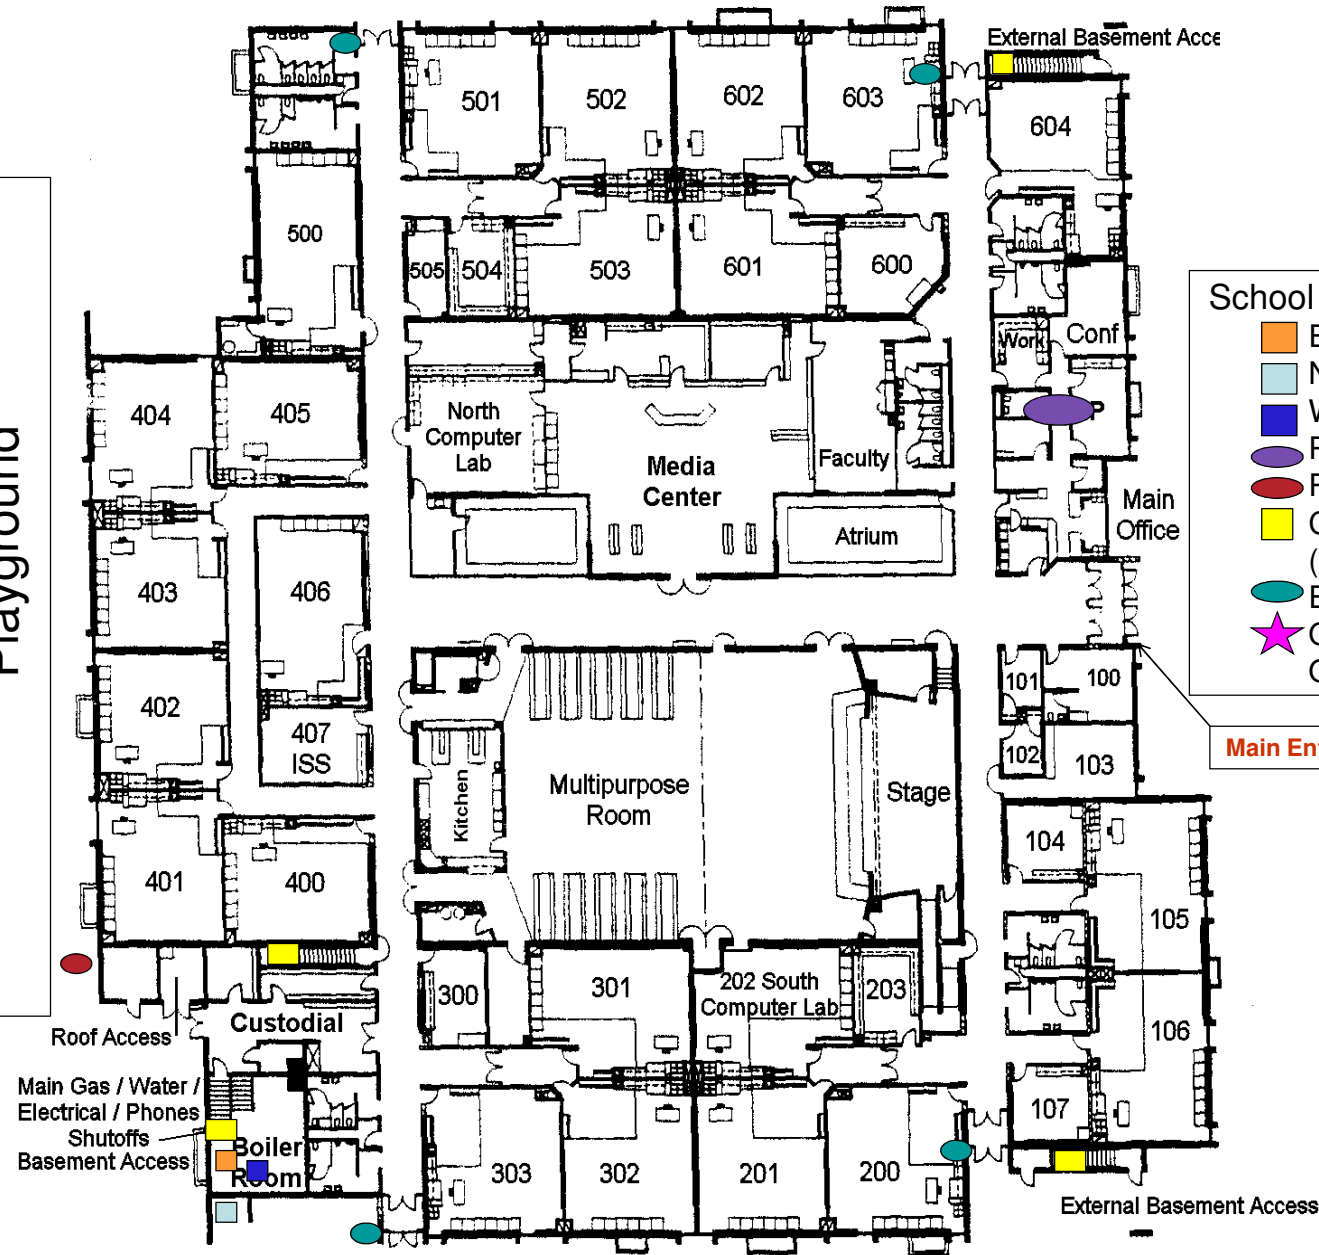 External Basement Acce
501
502
602
603
604
500
505
504
503
601
600
Work
Conf
School
E
N
W
F
F
C
(
E
C
C
404
405
North
Computer
Lab
Media
Center
Faculty
Main
Office
Atrium
Playground
403
406
402
407
ISS
Kitchen
Multipurpose
Room
Stage
101
100
102
103
Main Ent
104
105
401
400
300
301
202 South
Computer Lab
203
106
Custodial
Roof Access
Main Gas / Water /
Electrical / Phones
Shutoffs
Basement Access
Boiler
Room
107
303
302
201
200
External Basement Access